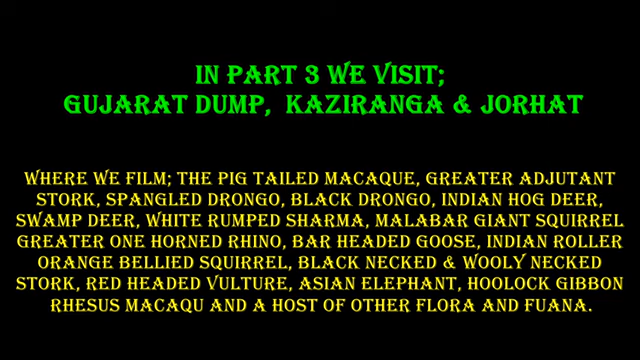 IN PART 3 WE VISIT;
GUJARAT DUMP, KAZIRANGA & JORHAT
WHERE WE FILM; THE PIG TAILED MACAQUE, GREATER ADJUTANT
STORK, SPANGLED DRONGO, BLACK DRONGO, INDIAN HOG DEER,
SWAMP DEER, WHITE RUMPED SHARMA, MALABAR GIANT SQUIRREL
GREATER ONE HORNED RHINO, BAR HEADED GOOSE, INDIAN ROLLER
ORANGE BELLIED SQUIRREL, BLACK NECKED & WOOLY NECKED
STORK, RED HEADED VULTURE, ASIAN ELEPHANT, HOOLOCK GIBBON
RHESUS MACAQU AND A HOST OF OTHER FLORA AND FUANA.